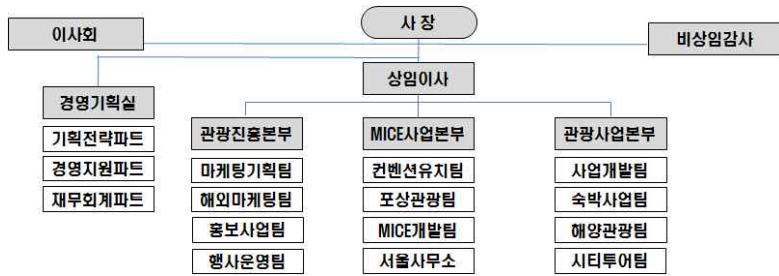 사 장
이사회
비상임감사
상임이사
경영기획실
기획전략파트
경영지원파트
재무회계파트
관광진흥본부
마케팅기획팀
해외마케팅팀
홍보사업팀
행사운영팀
MICE사업본부
컨벤션유치팀
포상관광팀
MICE개발팀
서울사무소
관광사업본부
사업개발팀
숙박사업팀
해양관광팀
시티투어팀